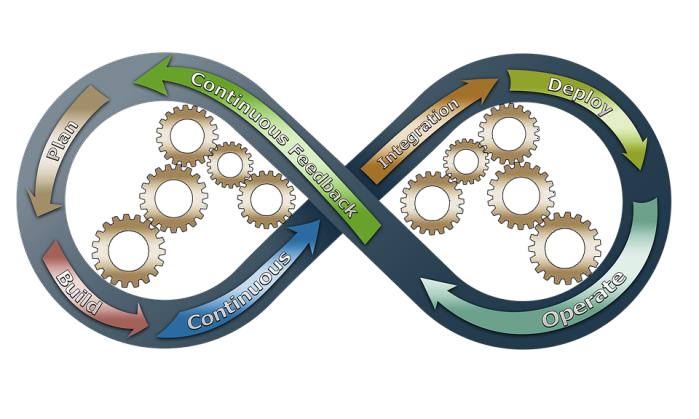 Plan
Build
Continuous
Integration
Deploy
Operate
Continuous Feedback